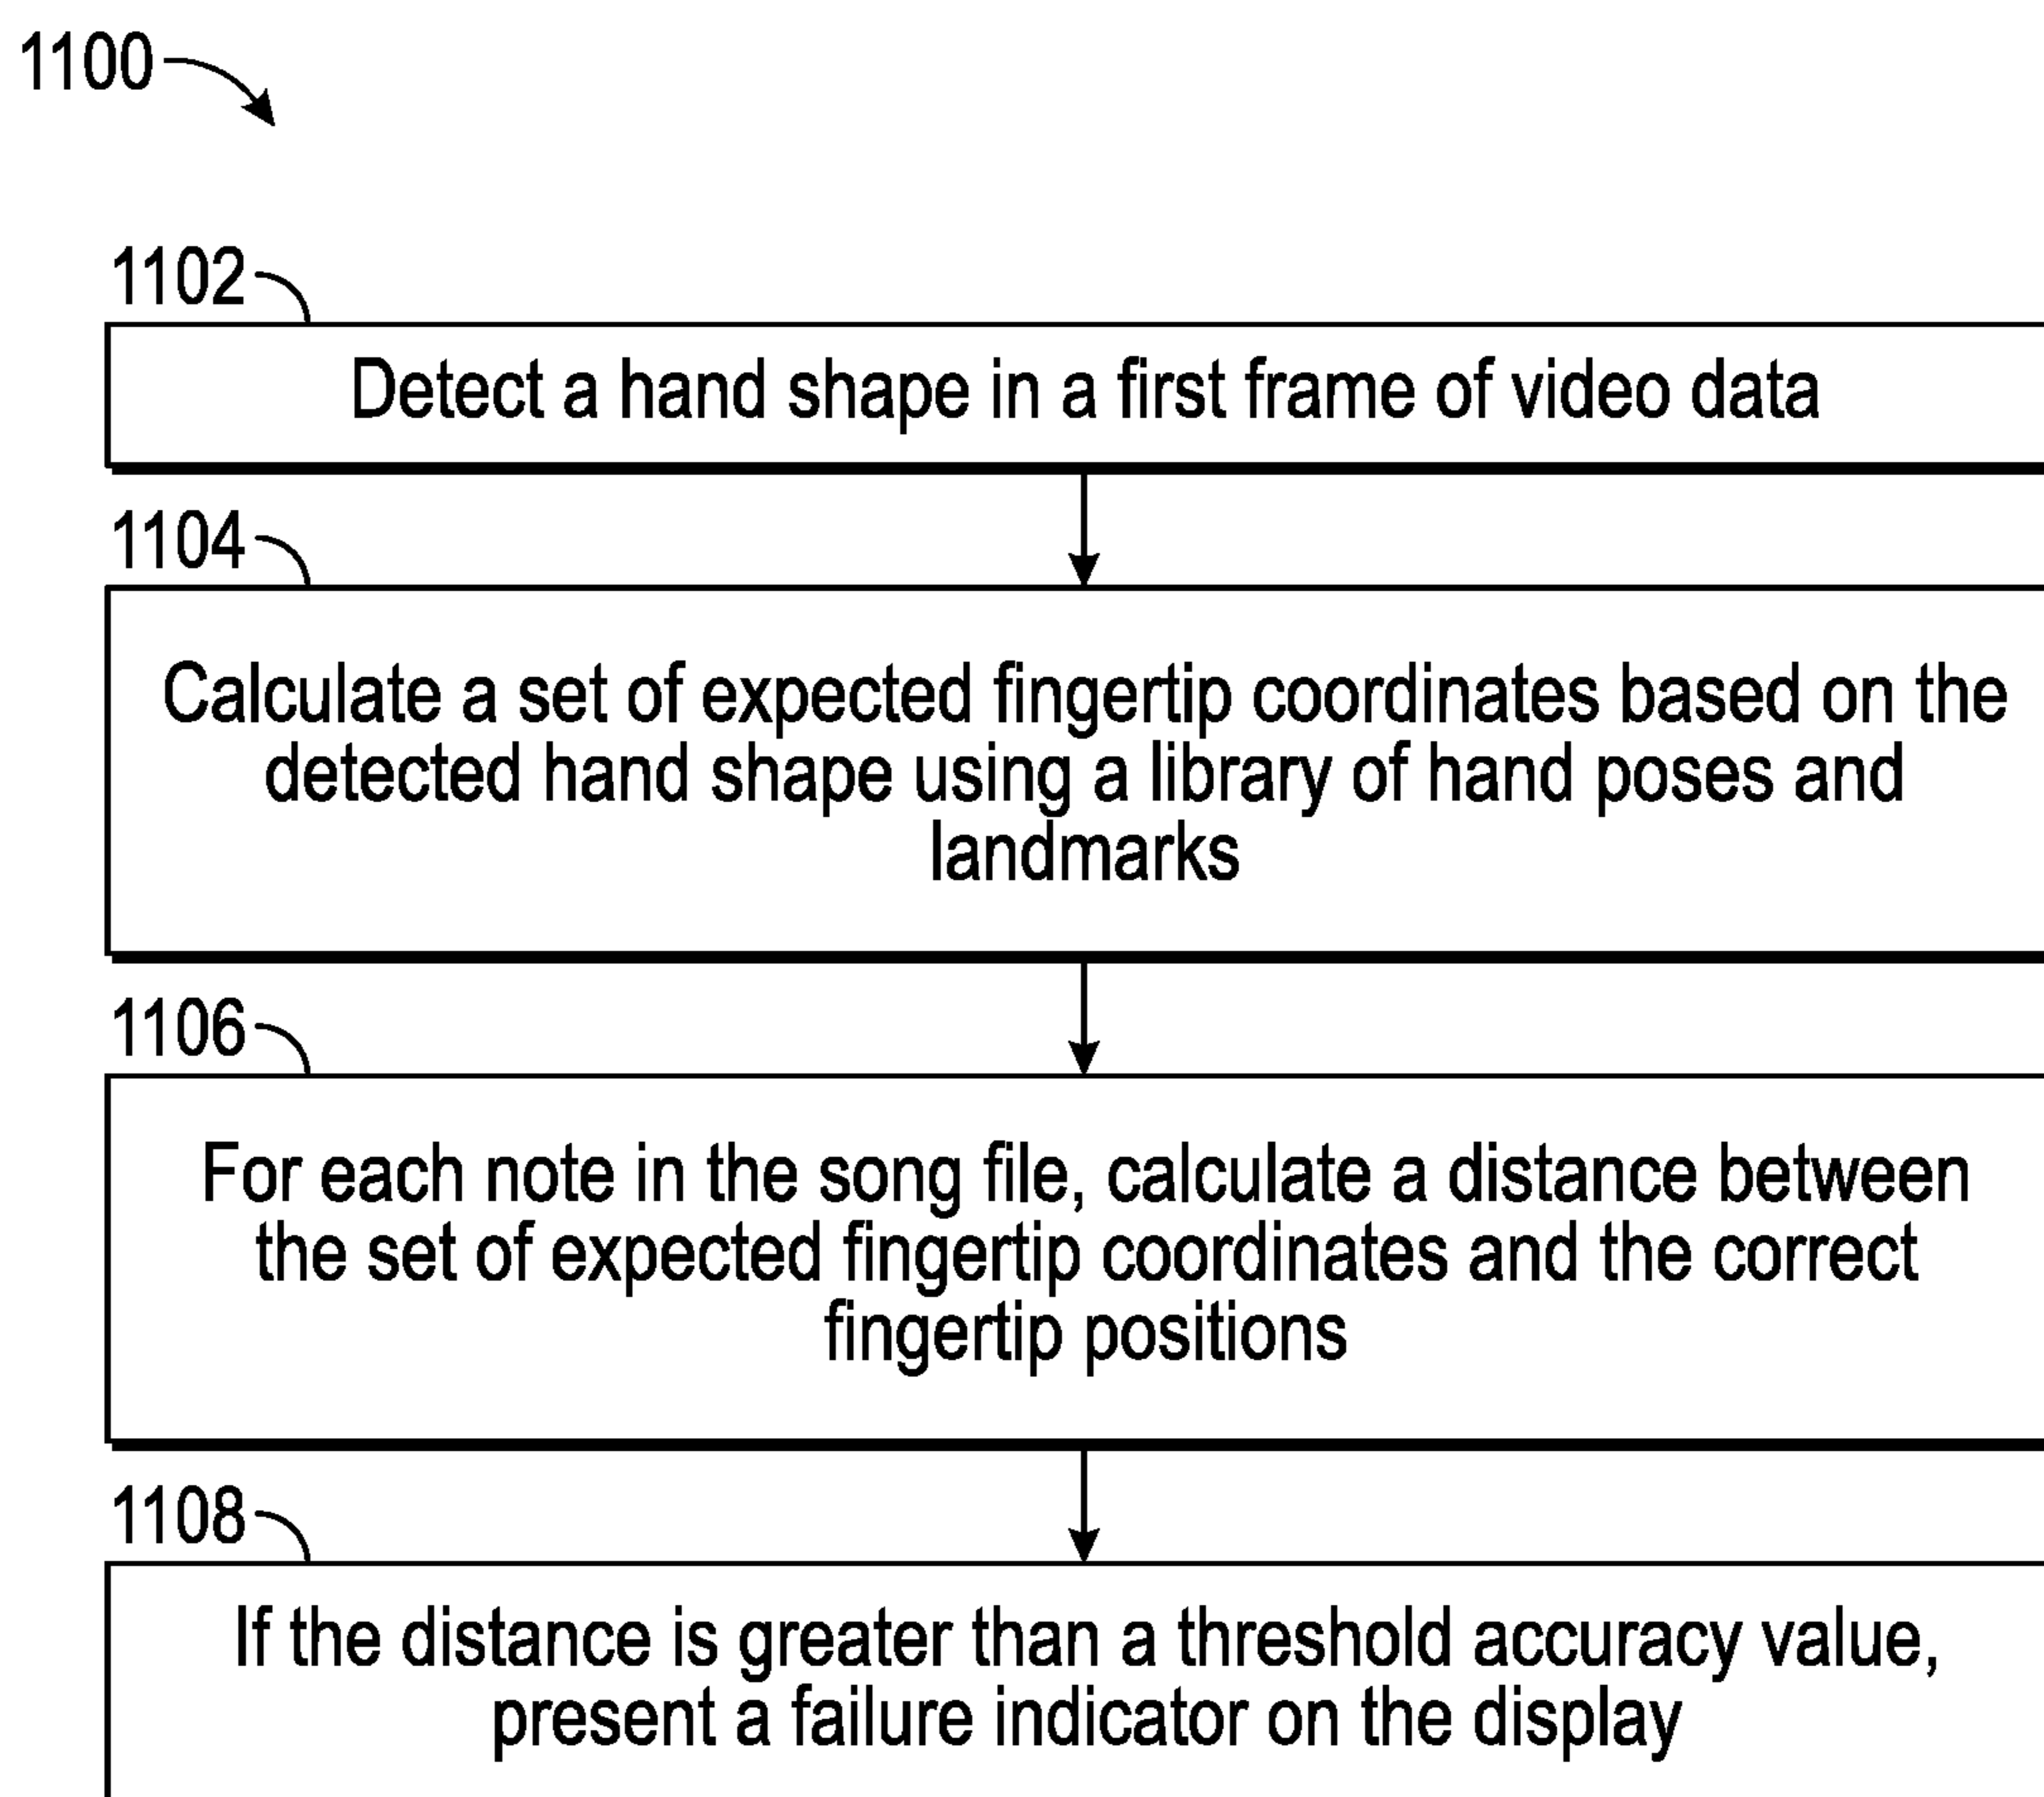 1100
1102
Detect a hand shape in a first frame of video data
1104
Calculate a set of expected fingertip coordinates based on the
detected hand shape using a library of hand poses and
landmarks
1106
For each note in the song file, calculate a distance between
the set of expected fingertip coordinates and the correct
fingertip positions
1108
If the distance is greater than a threshold accuracy value,
present a failure indicator on the display